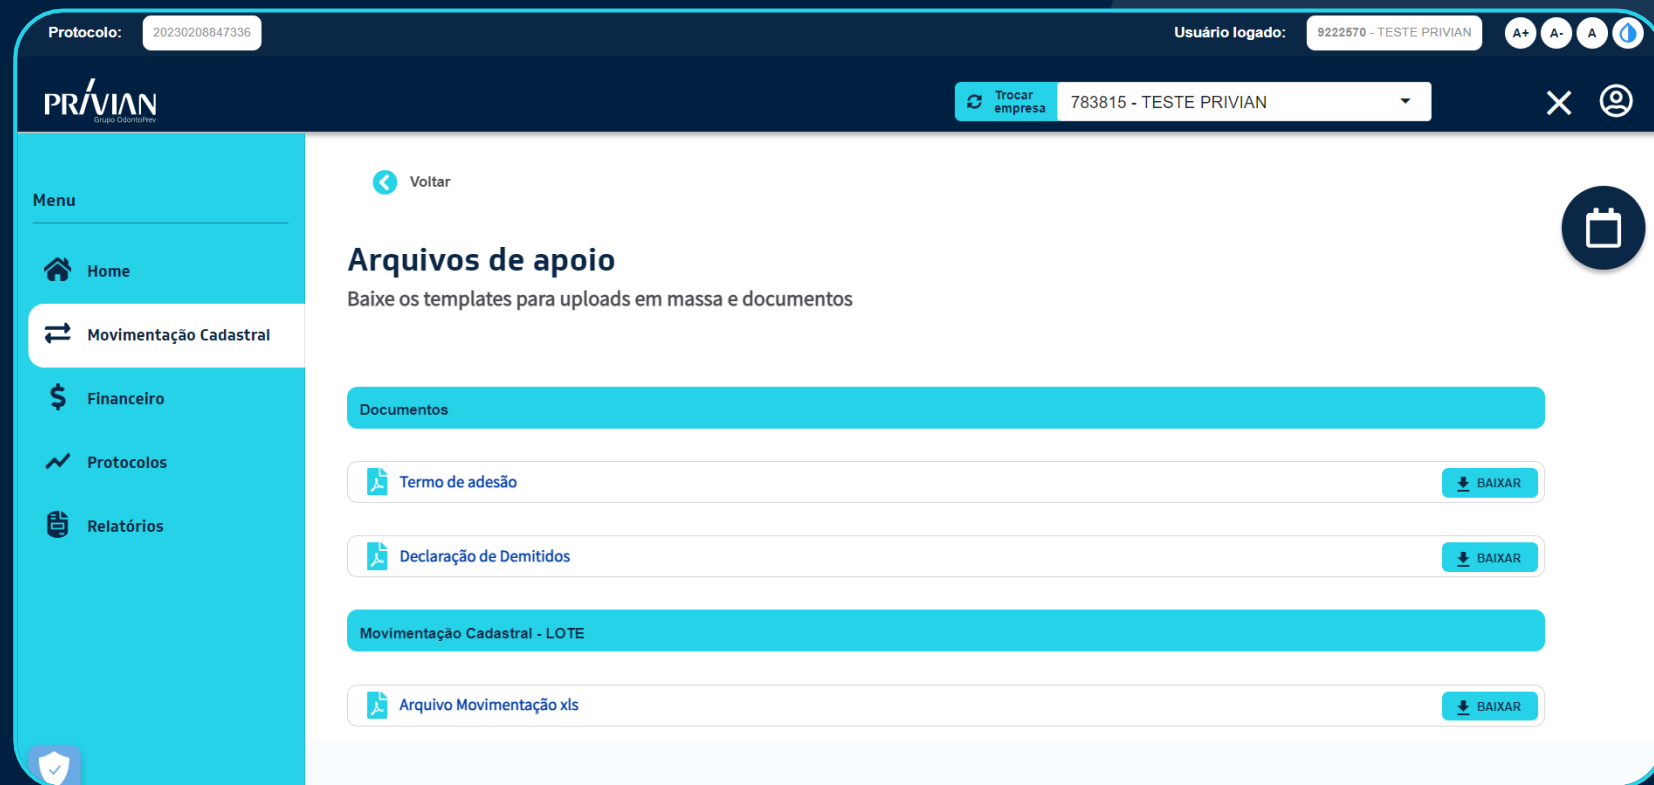 Protocolo: 20230208847336 Usuário logado: 9222570 - TESTE PRIVIAN A+ A- A
PRIVIAN
Grupo OdontoPrev
Trocar
empresa
783815 - TESTE PRIVIAN
Voltar
Menu
Arquivos de apoio
Baixe os templates para uploads em massa e documentos
Home
Movimentação Cadastral
Financeiro
Protocolos
Relatórios
Documentos
Termo de adesão BAIXAR
Declaração de Demitidos BAIXAR
Movimentação Cadastral - LOTE
Arquivo Movimentação xls BAIXAR